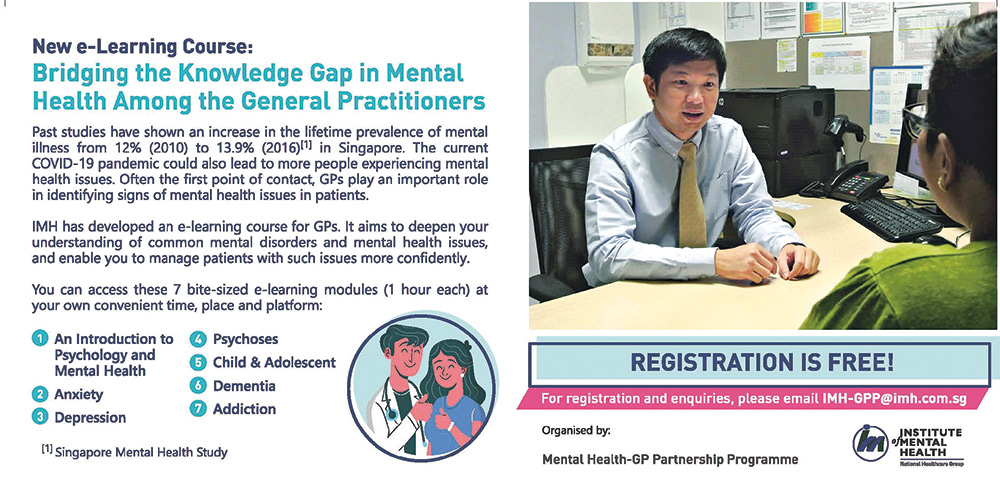 New e-Learning Course:
Bridging the Knowledge Gap in Mental
Health Among the General Practitioners
Past studies have shown an increase in the lifetime prevalence of mental
illness from 12% (2010) to 13.9% (2016)[1] in Singapore. The current
COVID-19 pandemic could also lead to more people experiencing mental
health issues. Often the first point of contact, GPs play an important role
in identifying signs of mental health issues in patients.
IMH has developed an e-learning course for GPs. It aims to deepen your
understanding of common mental disorders and mental health issues,
and enable you to manage patients with such issues more confidently.
You can access these 7 bite-sized e-learning modules (1 hour each) at
your own convenient time, place and platform:
1 An Introduction to
Psychology and
Mental Health
2 Anxiety
3 Depression
4 Psychoses
5 Child & Adolescent
6 Dementia
7 Addiction
[1] Singapore Mental Health Study
REGISTRATION IS FREE!
For registration and enquiries, please email IMH-GPP@imh.com.sg
Organised by:
Mental Health-GP Partnership Programme
INSTITUTE
of MENTAL
HEALTH
National Healthcare Group